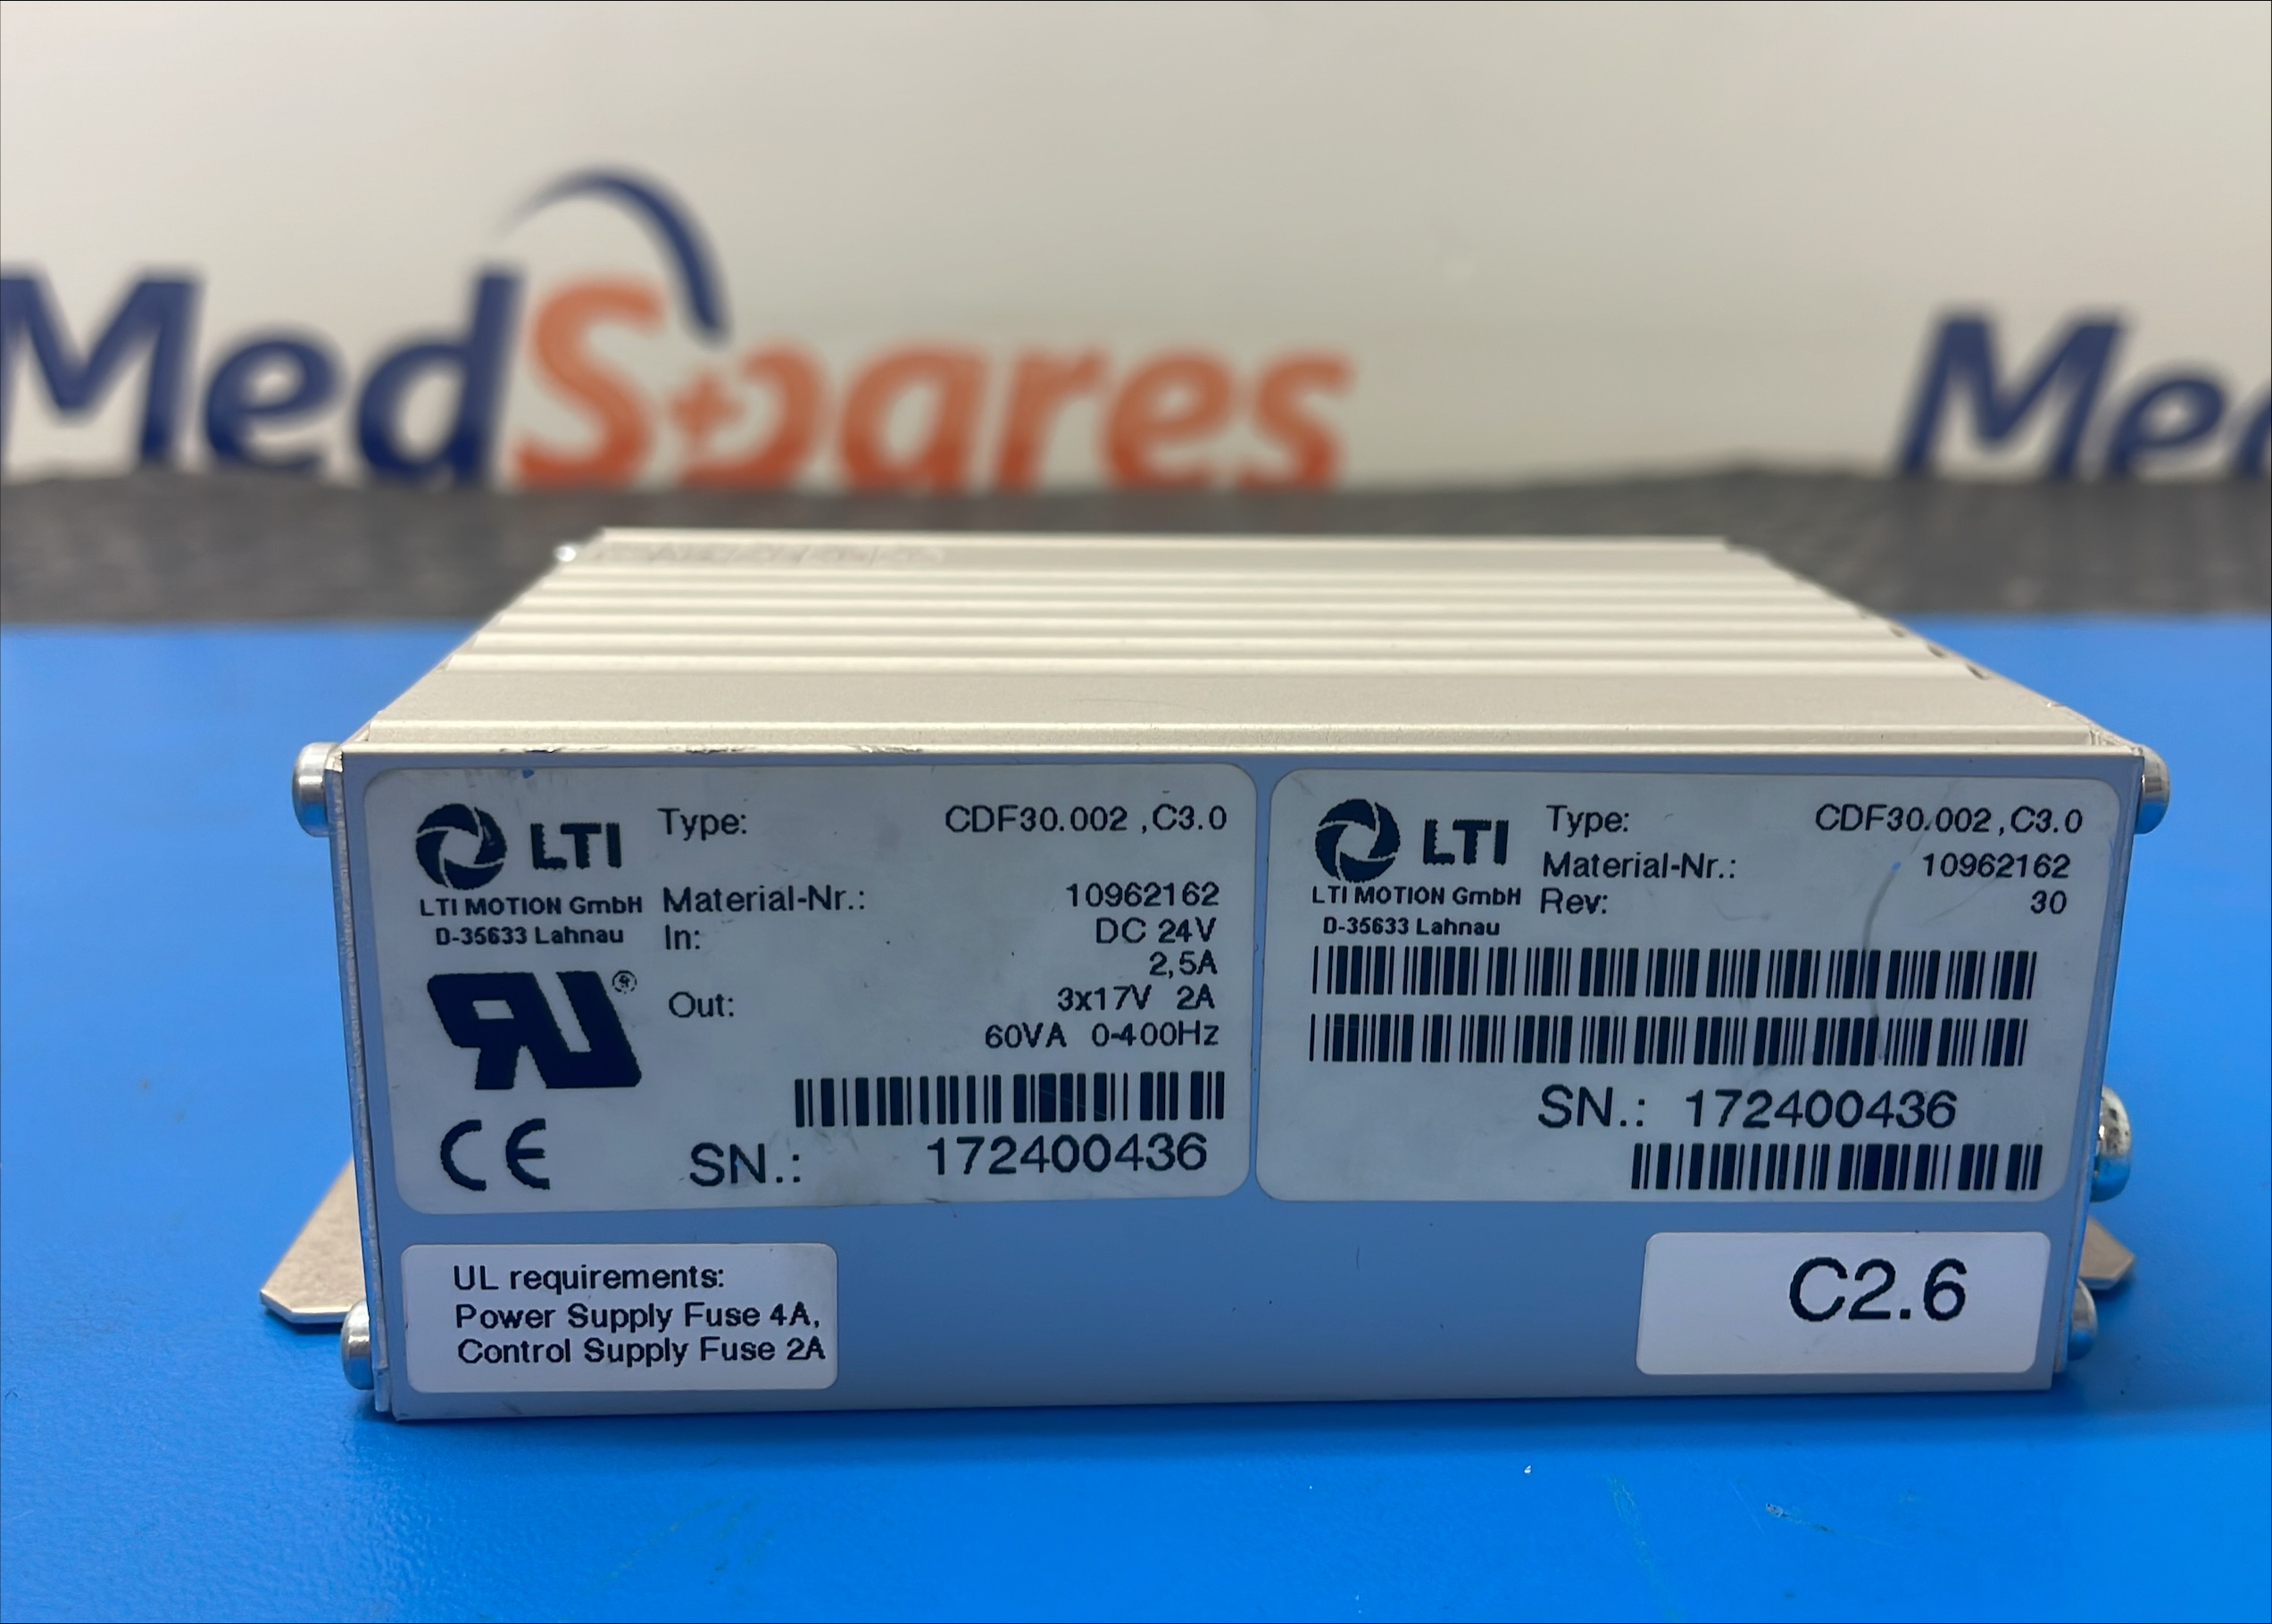 MedSpares
Med
LTI
LTI MOTION GmbH
D-35633 Lahnau
Type: CDF30.002 ,C3.0
Material-Nr.: 10962162
In: DC 24V
2,5A
Out: 3x17V 2A
60VA 0-400Hz
SN.: 172400436
CE
LTI
LTI MOTION GmbH
D-35633 Lahnau
Type: CDF30.002 ,C3.0
Material-Nr.: 10962162
Rev: 30
SN.: 172400436
UL requirements:
Power Supply Fuse 4A,
Control Supply Fuse 2A
C2.6